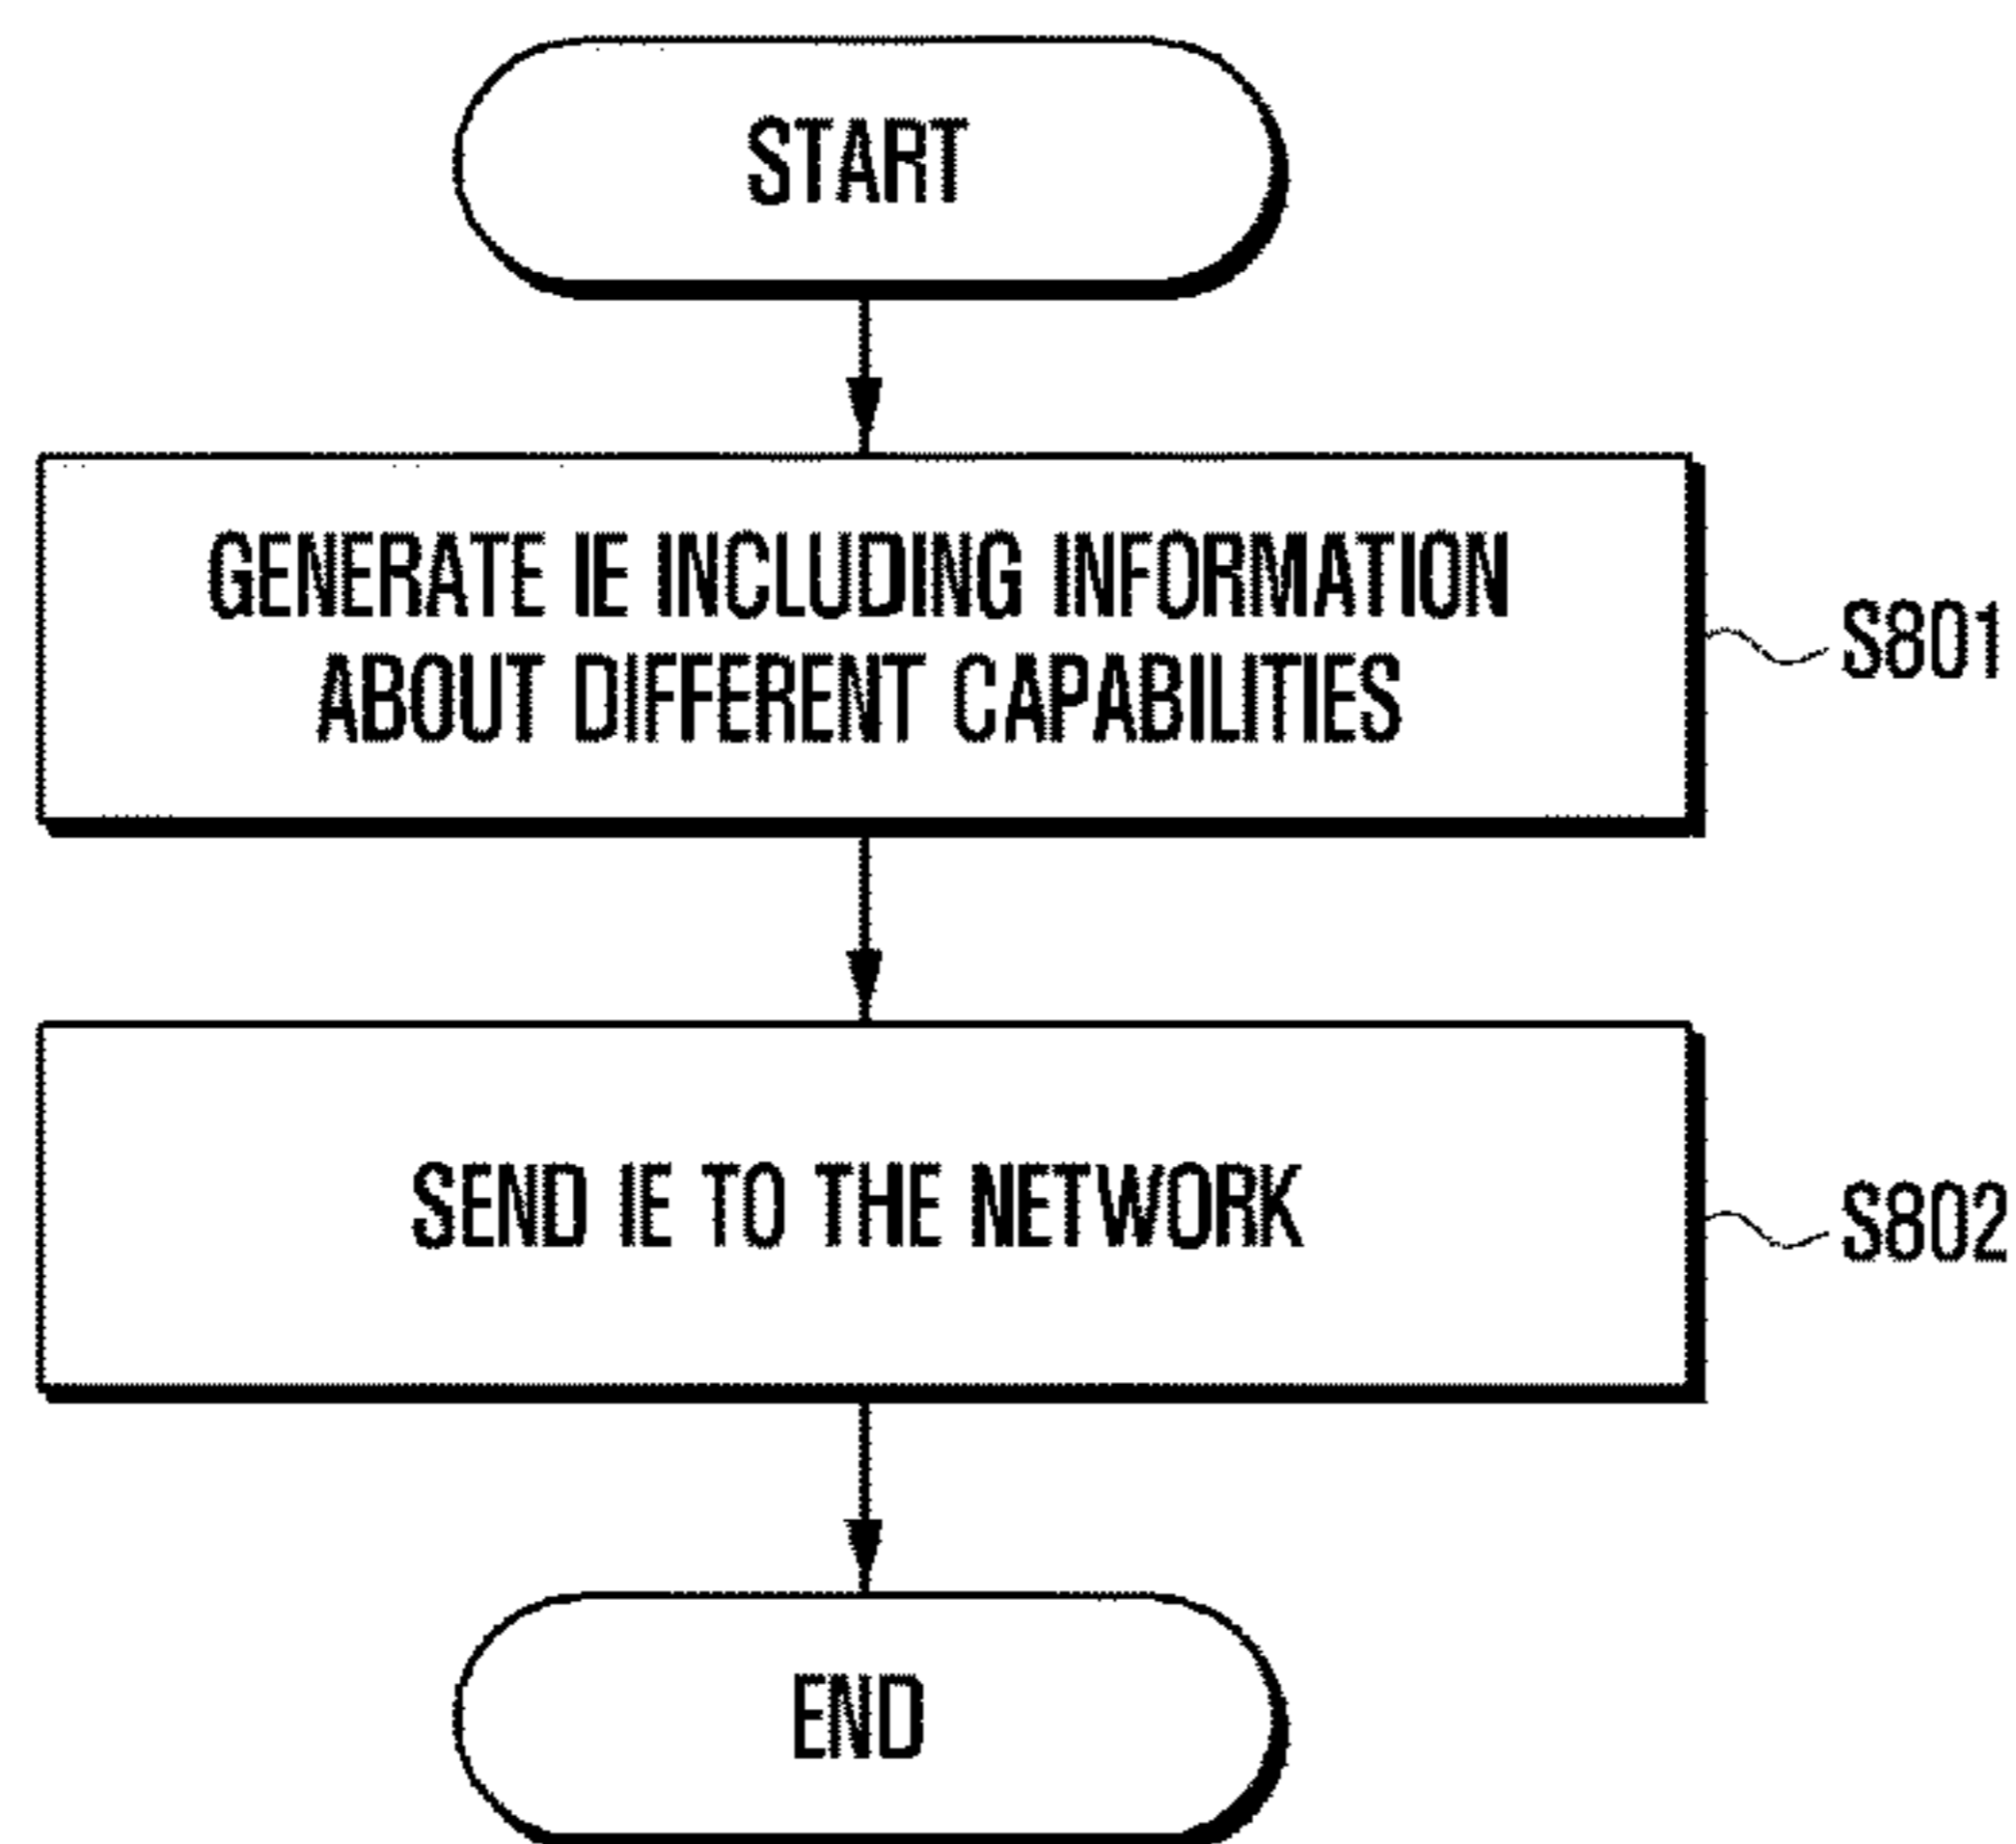 START
GENERATE IE INCLUDING INFORMATION
ABOUT DIFFERENT CAPABILITIES
S801
SEND IE TO THE NETWORK
S802
END